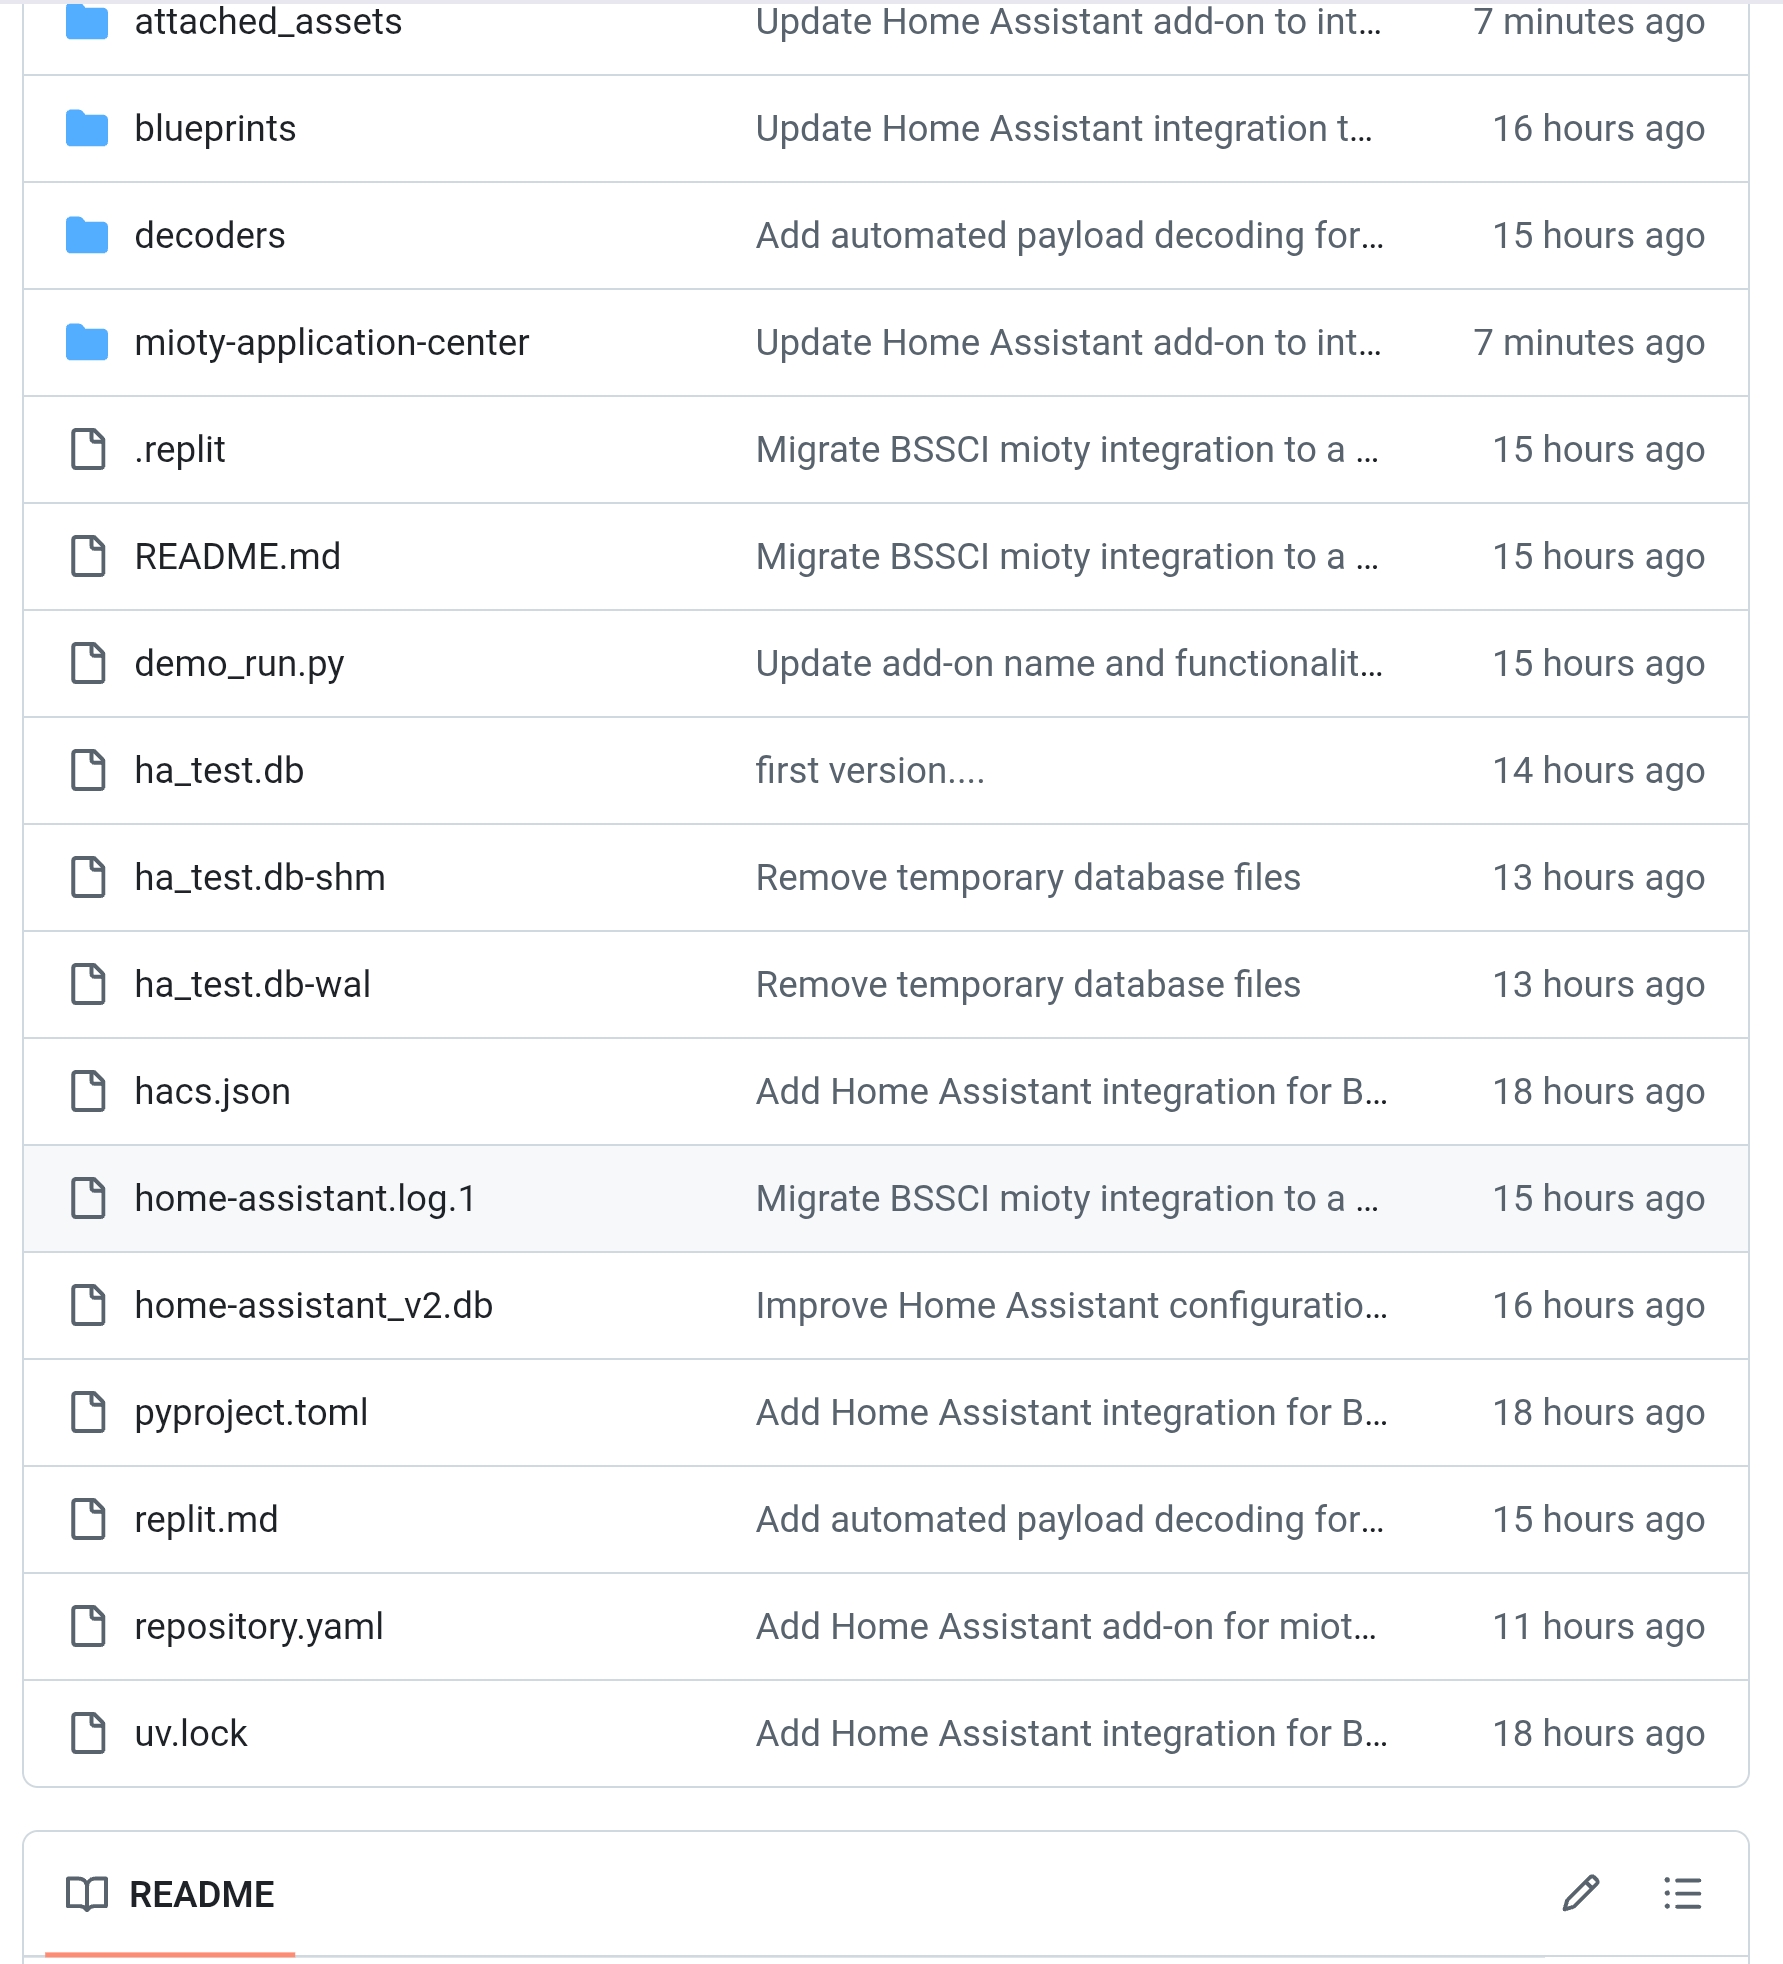 attached_assets Update Home Assistant add-on to int... 7 minutes ago
blueprints Update Home Assistant integration t... 16 hours ago
decoders Add automated payload decoding for... 15 hours ago
mioty-application-center Update Home Assistant add-on to int... 7 minutes ago
.replit Migrate BSSCI mioty integration to a ... 15 hours ago
README.md Migrate BSSCI mioty integration to a ... 15 hours ago
demo_run.py Update add-on name and functionalit... 15 hours ago
ha_test.db first version.... 14 hours ago
ha_test.db-shm Remove temporary database files 13 hours ago
ha_test.db-wal Remove temporary database files 13 hours ago
hacs.json Add Home Assistant integration for B... 18 hours ago
home-assistant.log.1 Migrate BSSCI mioty integration to a ... 15 hours ago
home-assistant_v2.db Improve Home Assistant configuratio... 16 hours ago
pyproject.toml Add Home Assistant integration for B... 18 hours ago
replit.md Add automated payload decoding for... 15 hours ago
repository.yaml Add Home Assistant add-on for miot... 11 hours ago
uv.lock Add Home Assistant integration for B... 18 hours ago
README